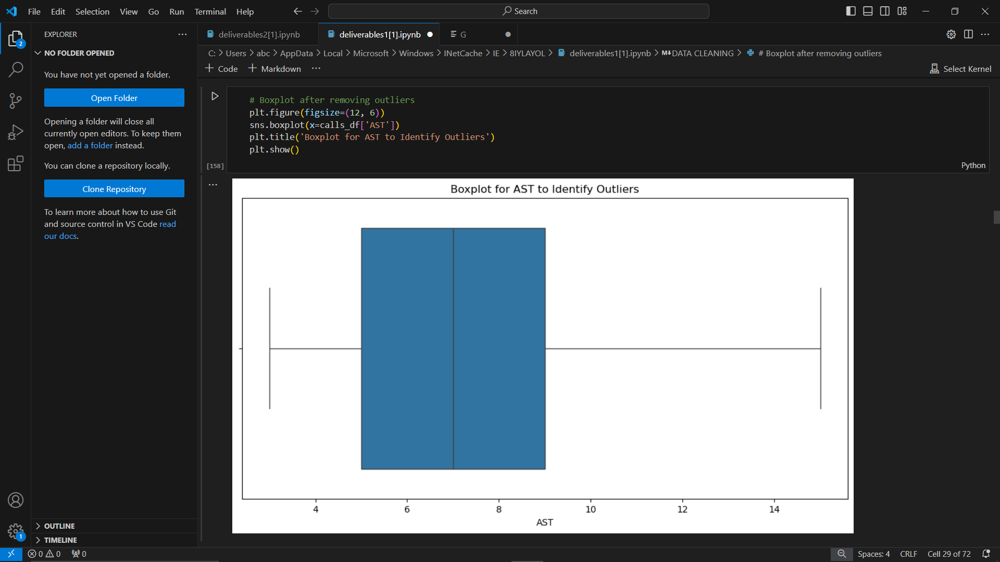 File Edit Selection View Go Run Terminal Help
Search
EXPLORER
NO FOLDER OPENED
You have not yet opened a folder.
Open Folder
Opening a folder will close all
currently open editors. To keep them
open, add a folder instead.
You can clone a repository locally.
Clone Repository
To learn more about how to use Git
and source control in VS Code read
our docs.
OUTLINE
TIMELINE
2
1
deliverables2[1].ipynb
deliverables1[1].ipynb
G
C: > Users > abc > AppData > Local > Microsoft > Windows > INetCache > IE > 8IYLAYOL > deliverables1[1].ipynb > M↓DATA CLEANING > # Boxplot after removing outliers
+ Code + Markdown ...
Select Kernel
# Boxplot after removing outliers
plt.figure(figsize=(12, 6))
sns.boxplot(x=calls_df['AST'])
plt.title('Boxplot for AST to Identify Outliers')
plt.show()
[158]
Python
Boxplot for AST to Identify Outliers
4 6 8 10 12 14
AST
0 0 0
Spaces: 4 CRLF Cell 29 of 72